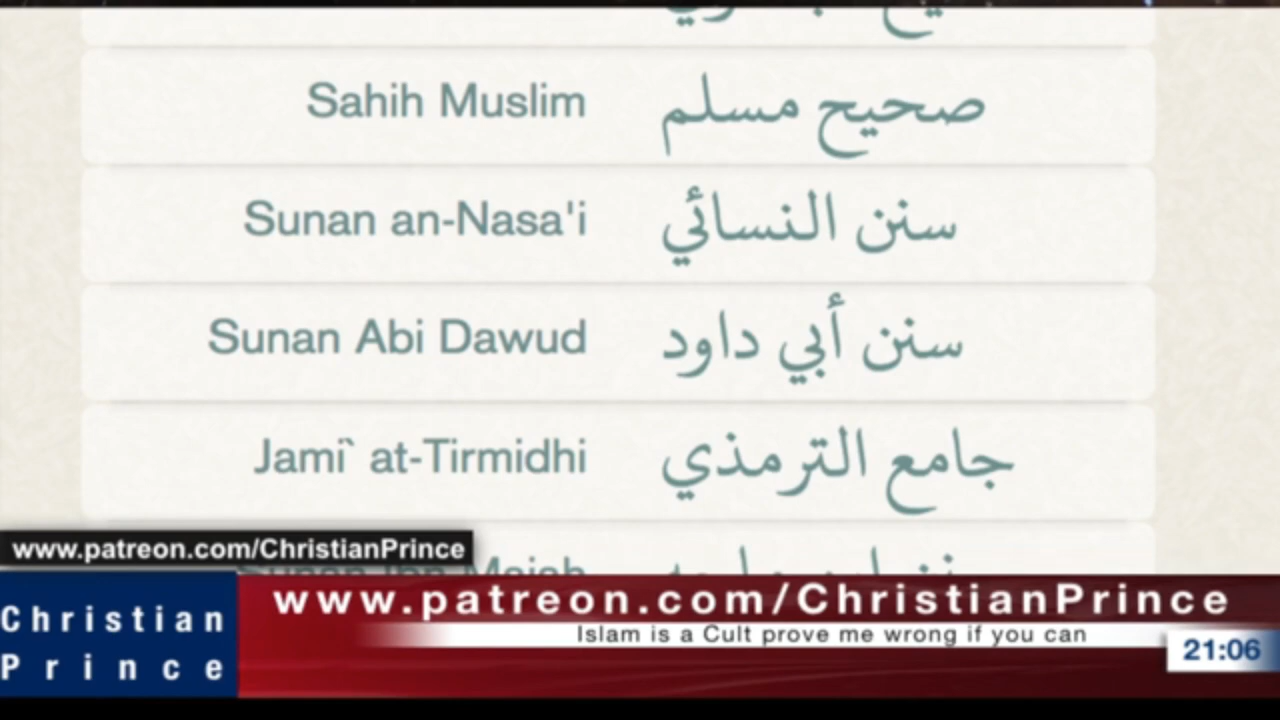 Sahih Muslim صحيح مسلم
Sunan an-Nasa'i سنن النسائي
Sunan Abi Dawud سنن أبي داود
Jami` at-Tirmidhi جامع الترمذي
www.patreon.com/ChristianPrince
Christian
Prince
www.patreon.com/ChristianPrince
Islam is a Cult prove me wrong if you can
21:06